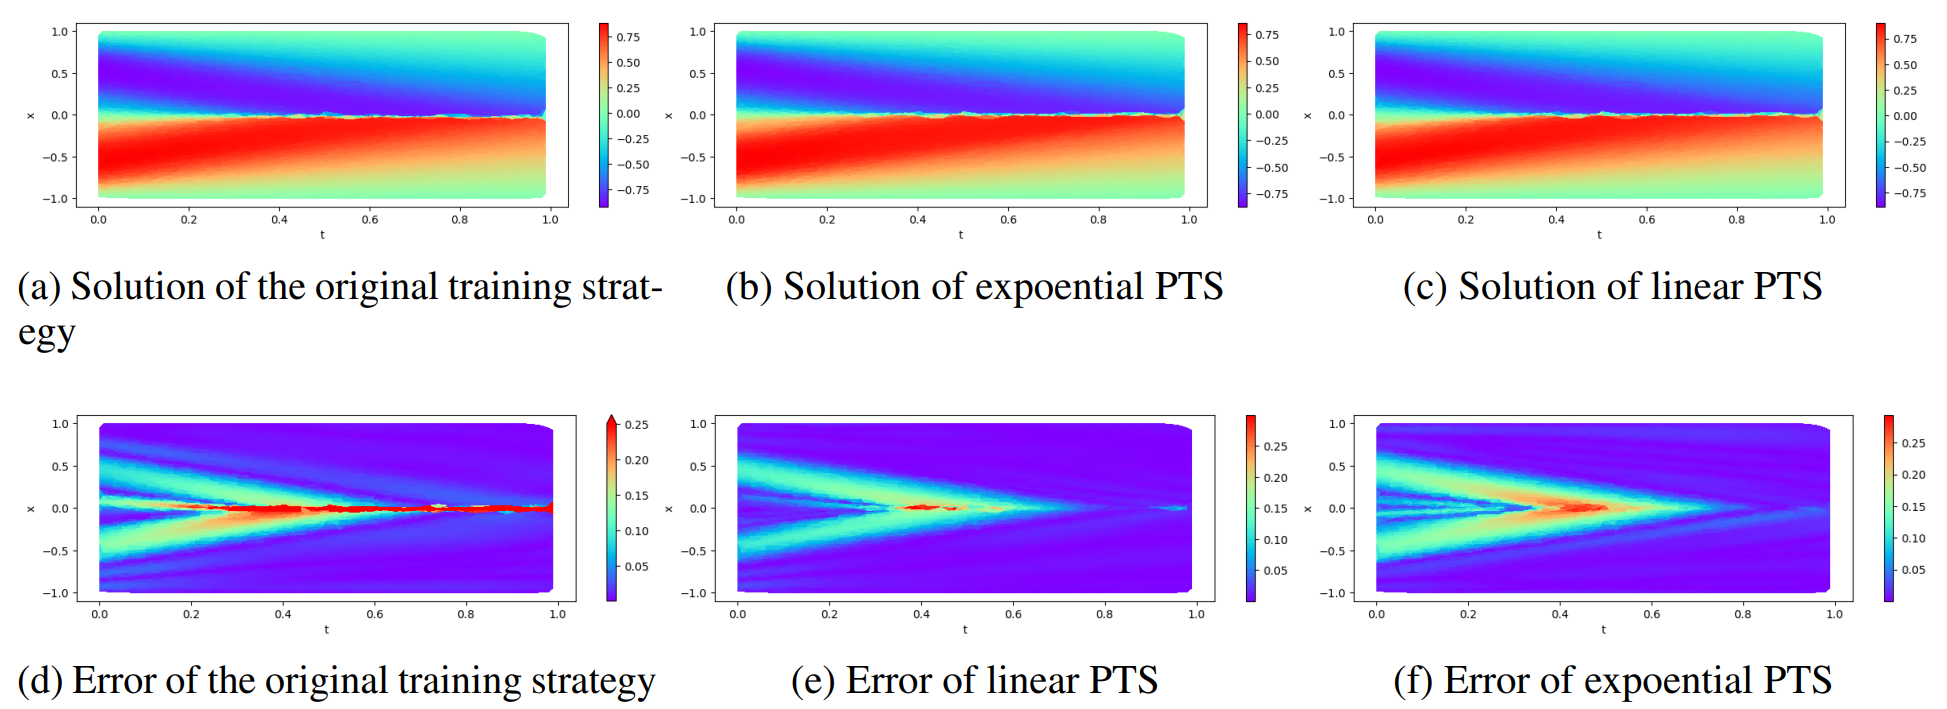 1.0
0.5
0.0
−0.5
−1.0
x
0.0 0.2 0.4 0.6 0.8 1.0
t
0.75
0.50
0.25
0.00
−0.25
−0.50
−0.75
1.0
0.5
0.0
−0.5
−1.0
x
0.0 0.2 0.4 0.6 0.8 1.0
t
0.75
0.50
0.25
0.00
−0.25
−0.50
−0.75
1.0
0.5
0.0
−0.5
−1.0
x
0.0 0.2 0.4 0.6 0.8 1.0
t
0.75
0.50
0.25
0.00
−0.25
−0.50
−0.75
(a) Solution of the original training strat-
egy
(b) Solution of expoential PTS
(c) Solution of linear PTS
1.0
0.5
0.0
−0.5
−1.0
x
0.0 0.2 0.4 0.6 0.8 1.0
t
0.25
0.20
0.15
0.10
0.05
1.0
0.5
0.0
−0.5
−1.0
x
0.0 0.2 0.4 0.6 0.8 1.0
t
0.25
0.20
0.15
0.10
0.05
1.0
0.5
0.0
−0.5
−1.0
x
0.0 0.2 0.4 0.6 0.8 1.0
t
0.25
0.20
0.15
0.10
0.05
(d) Error of the original training strategy
(e) Error of linear PTS
(f) Error of expoential PTS